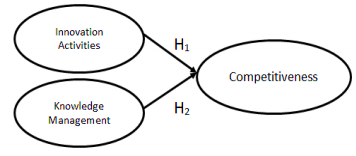 Innovation
Activities
H₁
Competitiveness
Knowledge
Management
H₂